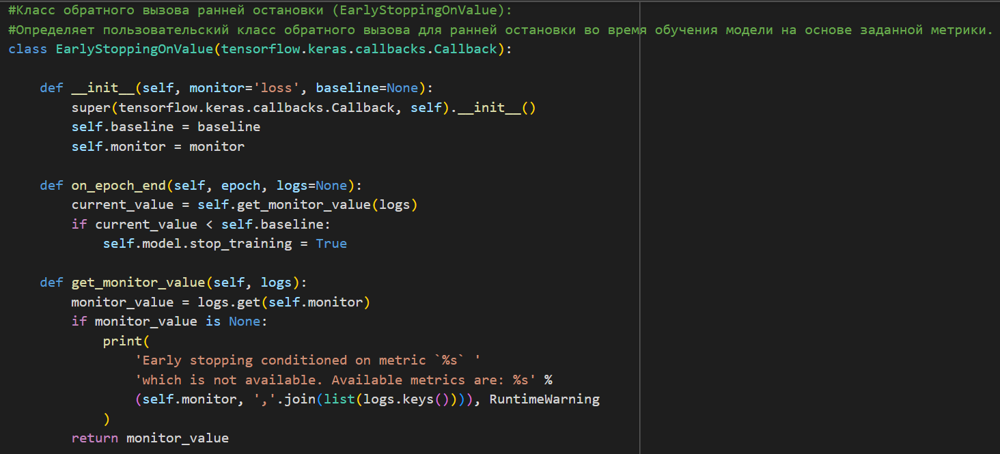 #Класс обратного вызова ранней остановки (EarlyStoppingOnValue):
#Определяет пользовательский класс обратного вызова для ранней остановки во время обучения модели на основе заданной метрики.
class EarlyStoppingOnValue(tensorflow.keras.callbacks.Callback):

    def __init__(self, monitor='loss', baseline=None):
        super(tensorflow.keras.callbacks.Callback, self).__init__()
        self.baseline = baseline
        self.monitor = monitor

    def on_epoch_end(self, epoch, logs=None):
        current_value = self.get_monitor_value(logs)
        if current_value < self.baseline:
            self.model.stop_training = True

    def get_monitor_value(self, logs):
        monitor_value = logs.get(self.monitor)
        if monitor_value is None:
            print(
                'Early stopping conditioned on metric `%s` '
                'which is not available. Available metrics are: %s' %
                (self.monitor, ','.join(list(logs.keys()))), RuntimeWarning
            )
        return monitor_value